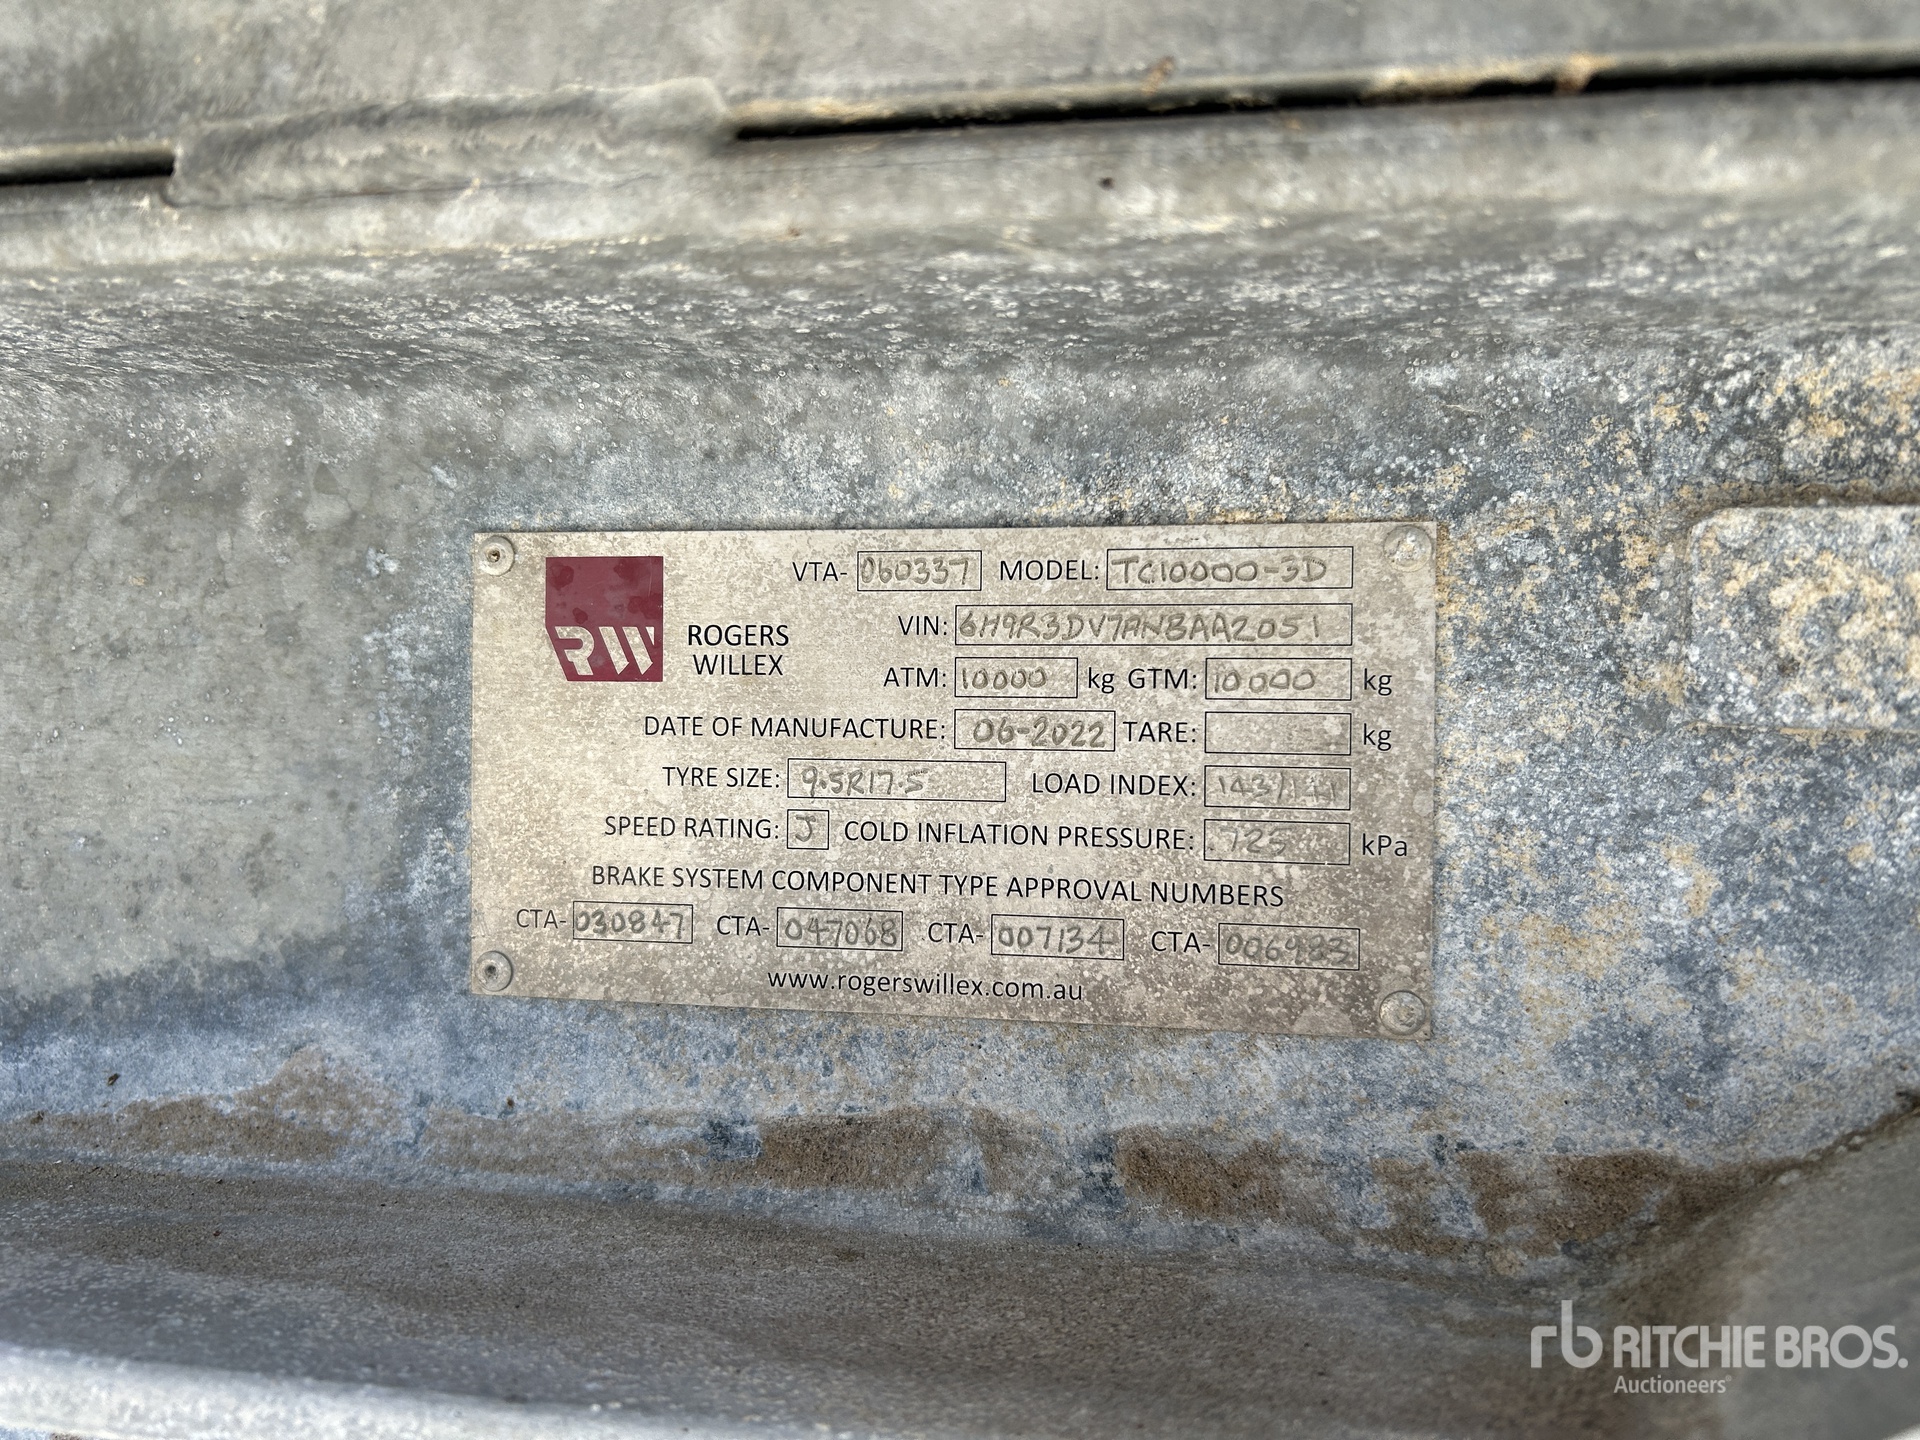 VTA- 060337 MODEL: TC10000-3D
VIN: 6H9R3DV7ANBAA2051
RW ROGERS
WILLEX
ATM: 10000 kg GTM: 10000 kg
DATE OF MANUFACTURE: 06-2022 TARE: kg
TYRE SIZE: 9.5R17.5 LOAD INDEX: 143/141
SPEED RATING: J COLD INFLATION PRESSURE: 725 kPa
BRAKE SYSTEM COMPONENT TYPE APPROVAL NUMBERS
CTA- 030847 CTA- 047068 CTA- 007134 CTA- 006983
www.rogerswillex.com.au
rb RITCHIE BROS.
Auctioneers